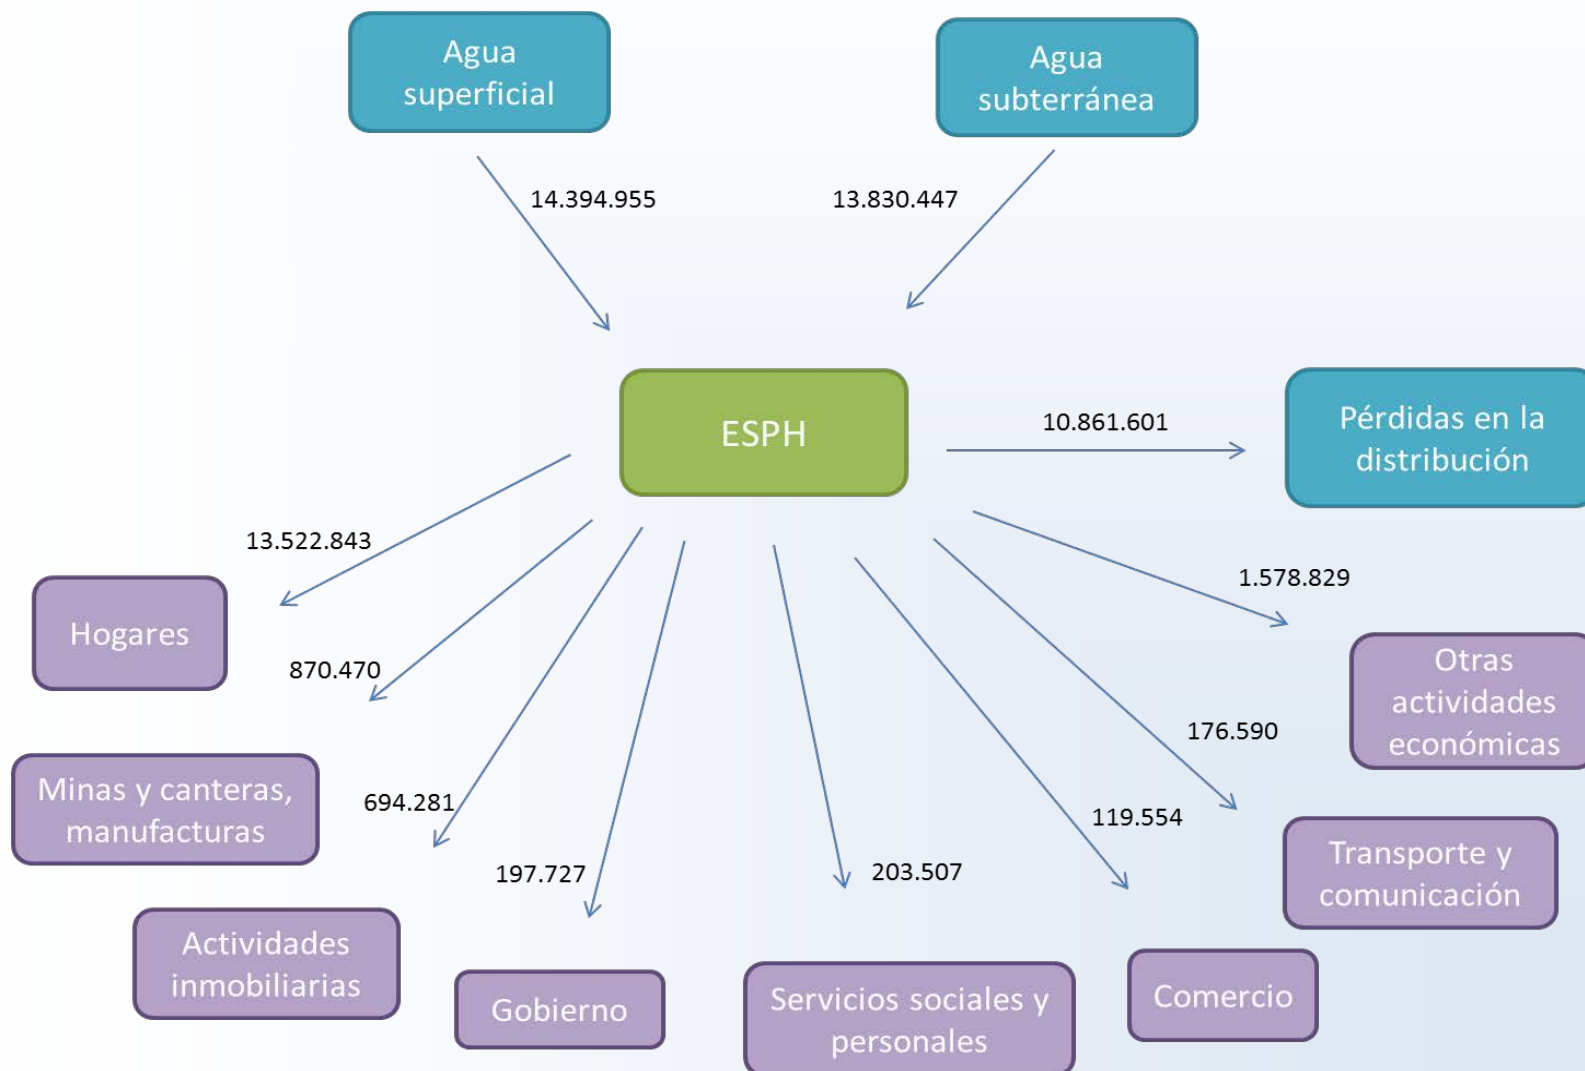 Agua
superficial
Agua
subterránea
14.394.955
13.830.447
ESPH
10.861.601
Pérdidas en la
distribución
13.522.843
1.578.829
Hogares
870.470
Otras
actividades
económicas
176.590
Minas y canteras,
manufacturas
694.281
119.554
Transporte y
comunicación
197.727
203.507
Actividades
inmobiliarias
Gobierno
Servicios sociales y
personales
Comercio